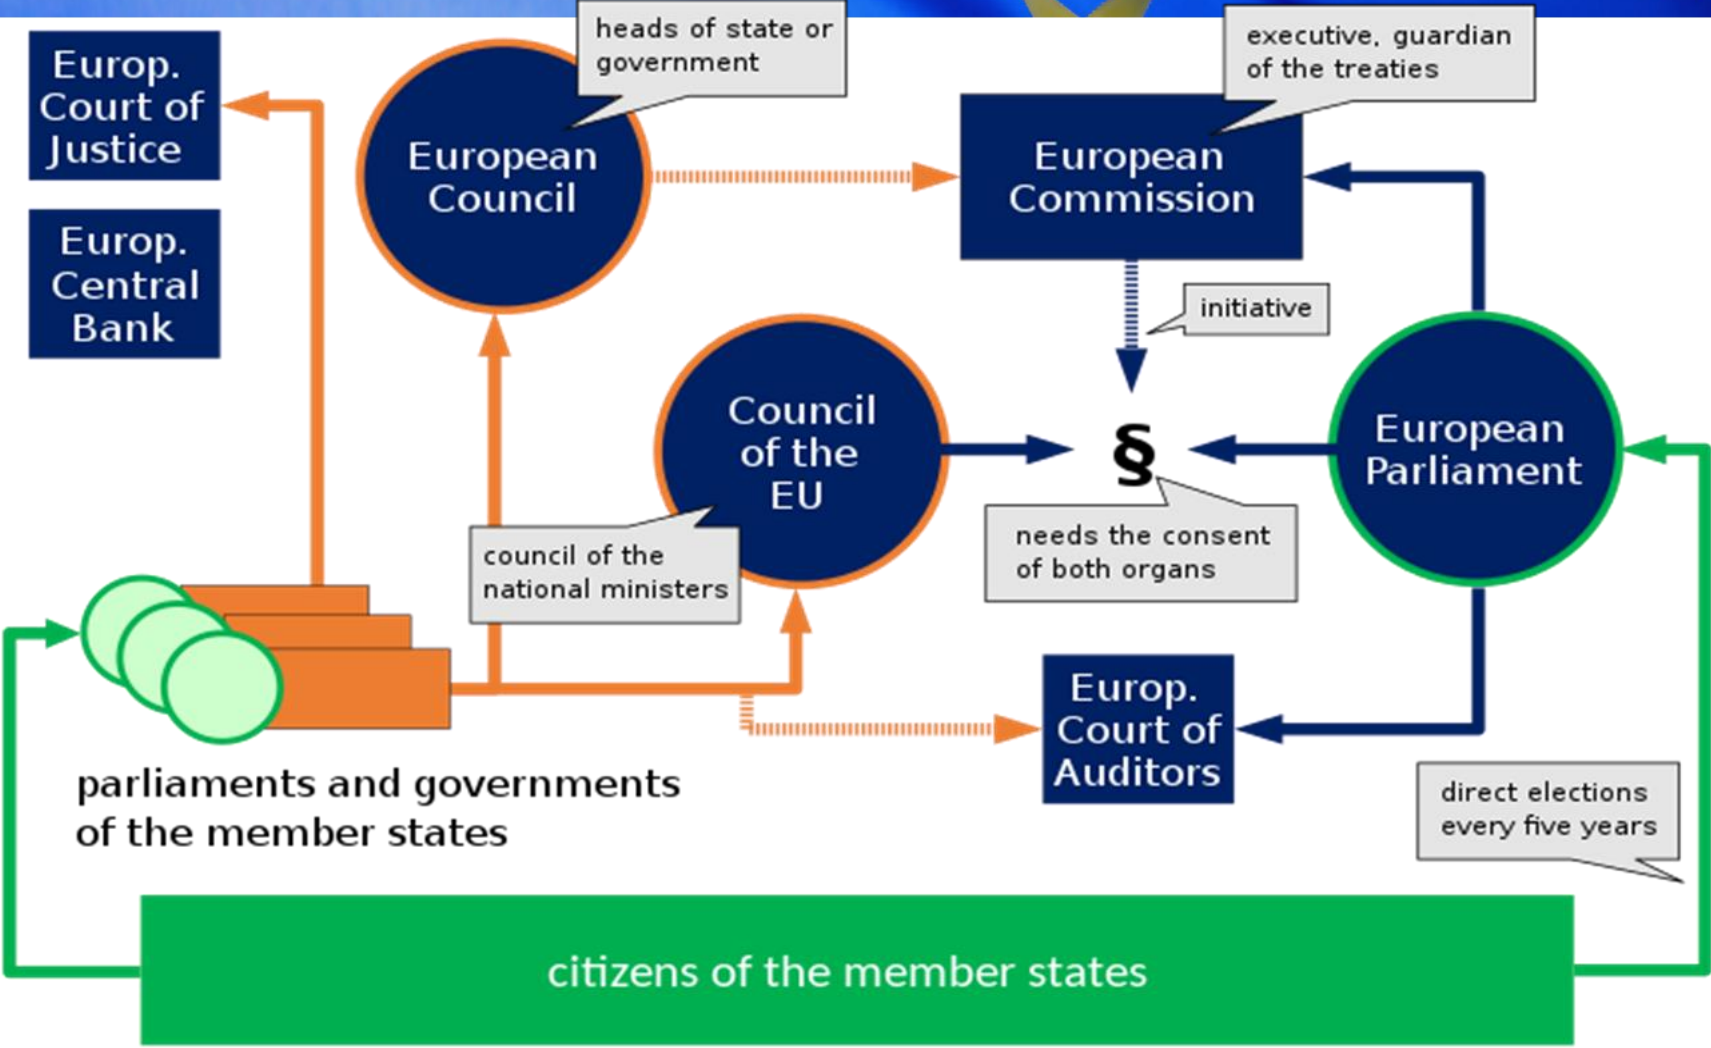 heads of state or
government
executive, guardian
of the treaties
Europ.
Court of
Justice
European
Council
European
Commission
Europ.
Central
Bank
initiative
Council
of the
EU
§
European
Parliament
council of the
national ministers
needs the consent
of both organs
Europ.
Court of
Auditors
parliaments and governments
of the member states
direct elections
every five years
citizens of the member states